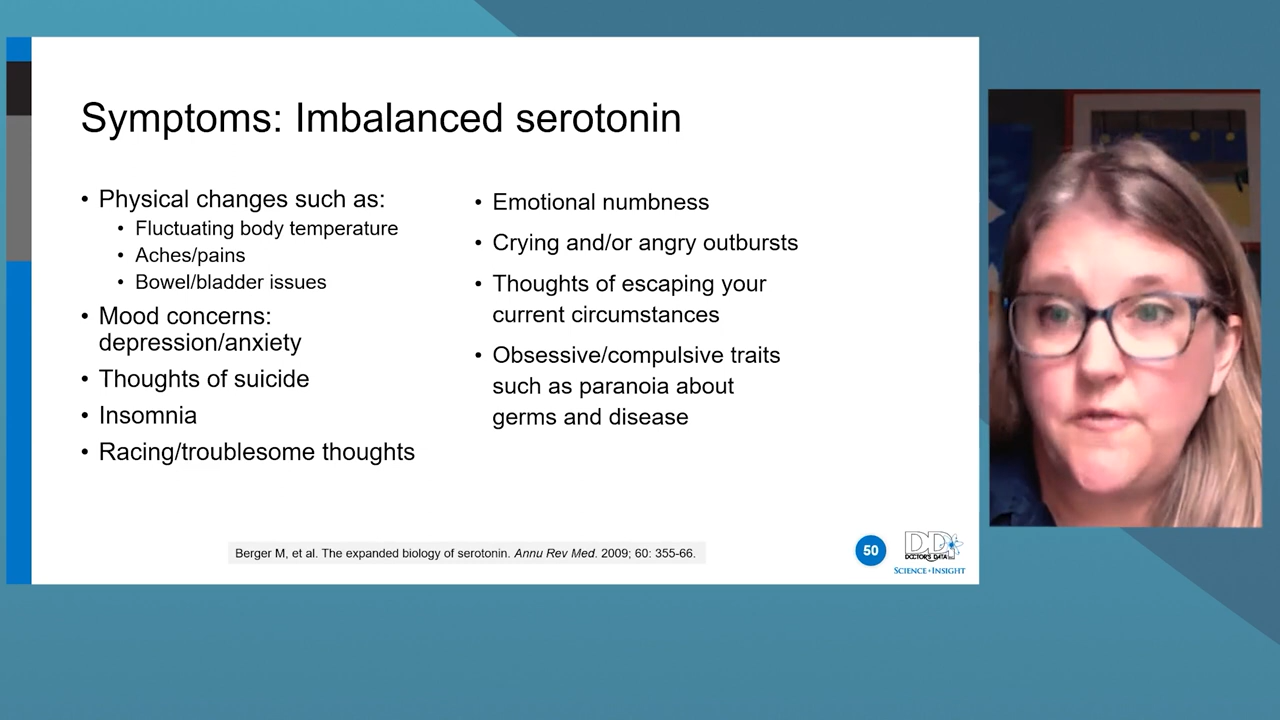 Symptoms: Imbalanced serotonin
• Physical changes such as:
• Fluctuating body temperature
• Aches/pains
• Bowel/bladder issues
• Mood concerns:
depression/anxiety
• Thoughts of suicide
• Insomnia
• Racing/troublesome thoughts
• Emotional numbness
• Crying and/or angry outbursts
• Thoughts of escaping your
current circumstances
• Obsessive/compulsive traits
such as paranoia about
germs and disease
Berger M, et al. The expanded biology of serotonin. Annu Rev Med. 2009; 60: 355-66.
50
DD
DOCTOR'S DATA
SCIENCE + INSIGHT